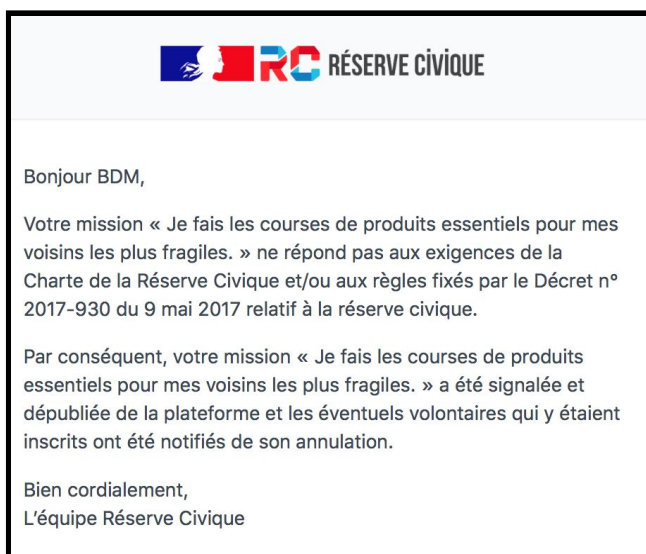 RC RÉSERVE CIVIQUE
Bonjour BDM,
Votre mission « Je fais les courses de produits essentiels pour mes
voisins les plus fragiles. » ne répond pas aux exigences de la
Charte de la Réserve Civique et/ou aux règles fixés par le Décret n°
2017-930 du 9 mai 2017 relatif à la réserve civique.
Par conséquent, votre mission « Je fais les courses de produits
essentiels pour mes voisins les plus fragiles. » a été signalée et
dépubliée de la plateforme et les éventuels volontaires qui y étaient
inscrits ont été notifiés de son annulation.
Bien cordialement,
L'équipe Réserve Civique